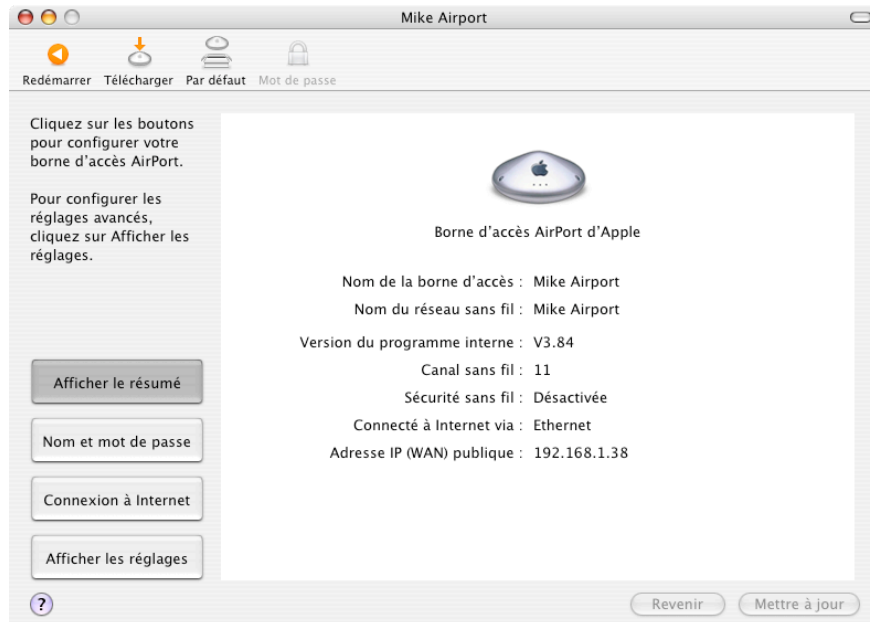 Mike Airport
Redémarrer Télécharger Par défaut Mot de passe
Cliquez sur les boutons
pour configurer votre
borne d'accès AirPort.
Pour configurer les
réglages avancés,
cliquez sur Afficher les
réglages.
Afficher le résumé
Nom et mot de passe
Connexion à Internet
Afficher les réglages
Borne d'accès AirPort d'Apple
Nom de la borne d'accès : Mike Airport
Nom du réseau sans fil : Mike Airport
Version du programme interne : V3.84
Canal sans fil : 11
Sécurité sans fil : Désactivée
Connecté à Internet via : Ethernet
Adresse IP (WAN) publique : 192.168.1.38
?
Revenir Mettre à jour